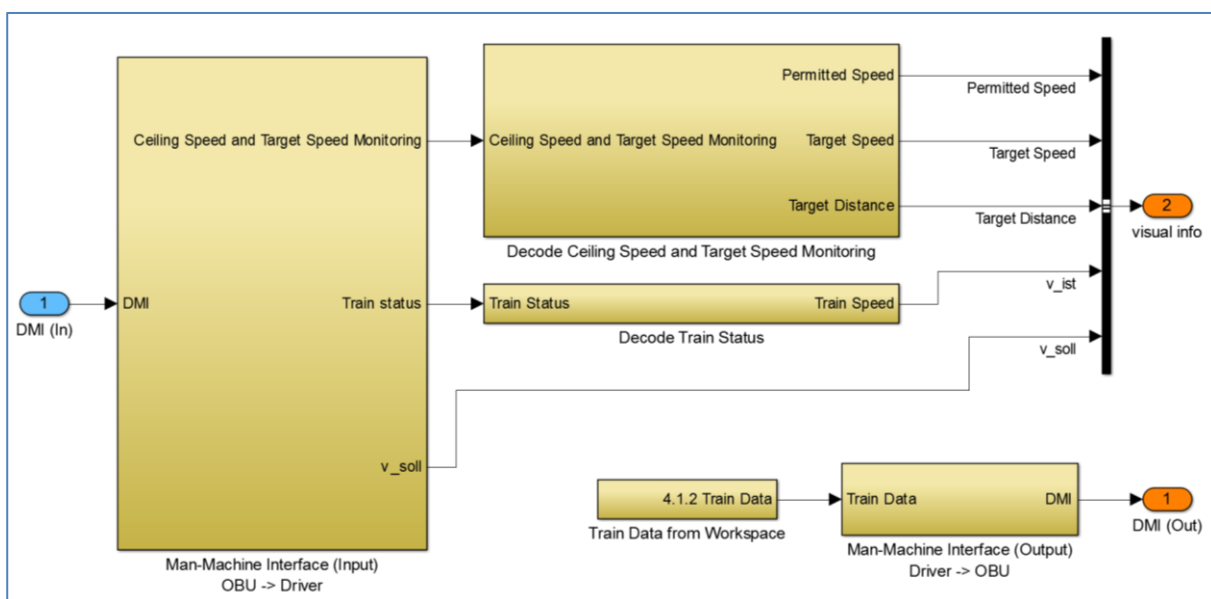 1
DMI (In)
DMI
Ceiling Speed and Target Speed Monitoring
Train status
v_soll
Man-Machine Interface (Input)
OBU -> Driver
Ceiling Speed and Target Speed Monitoring
Permitted Speed
Target Speed
Target Distance
Decode Ceiling Speed and Target Speed Monitoring
Train Status
Train Speed
Decode Train Status
Permitted Speed
Target Speed
Target Distance
v_ist
v_soll
2
visual info
4.1.2 Train Data
Train Data from Workspace
Train Data
DMI
Man-Machine Interface (Output)
Driver -> OBU
1
DMI (Out)